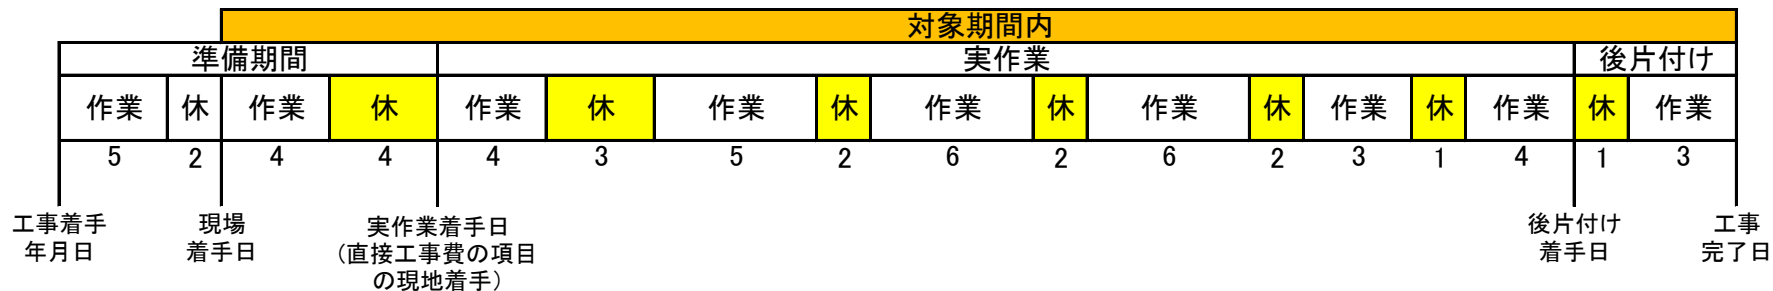 対象期間内
準備期間 実作業 後片付け
作業 休 作業 休 作業 休 作業 休 作業 休 作業 休 作業 休 作業 休 作業
5 2 4 4 4 3 5 2 6 2 6 2 3 1 4 1 3
工事着手
年月日
現場
着手日
実作業着手日
(直接工事費の項目
の現地着手)
後片付け
着手日
工事
完了日